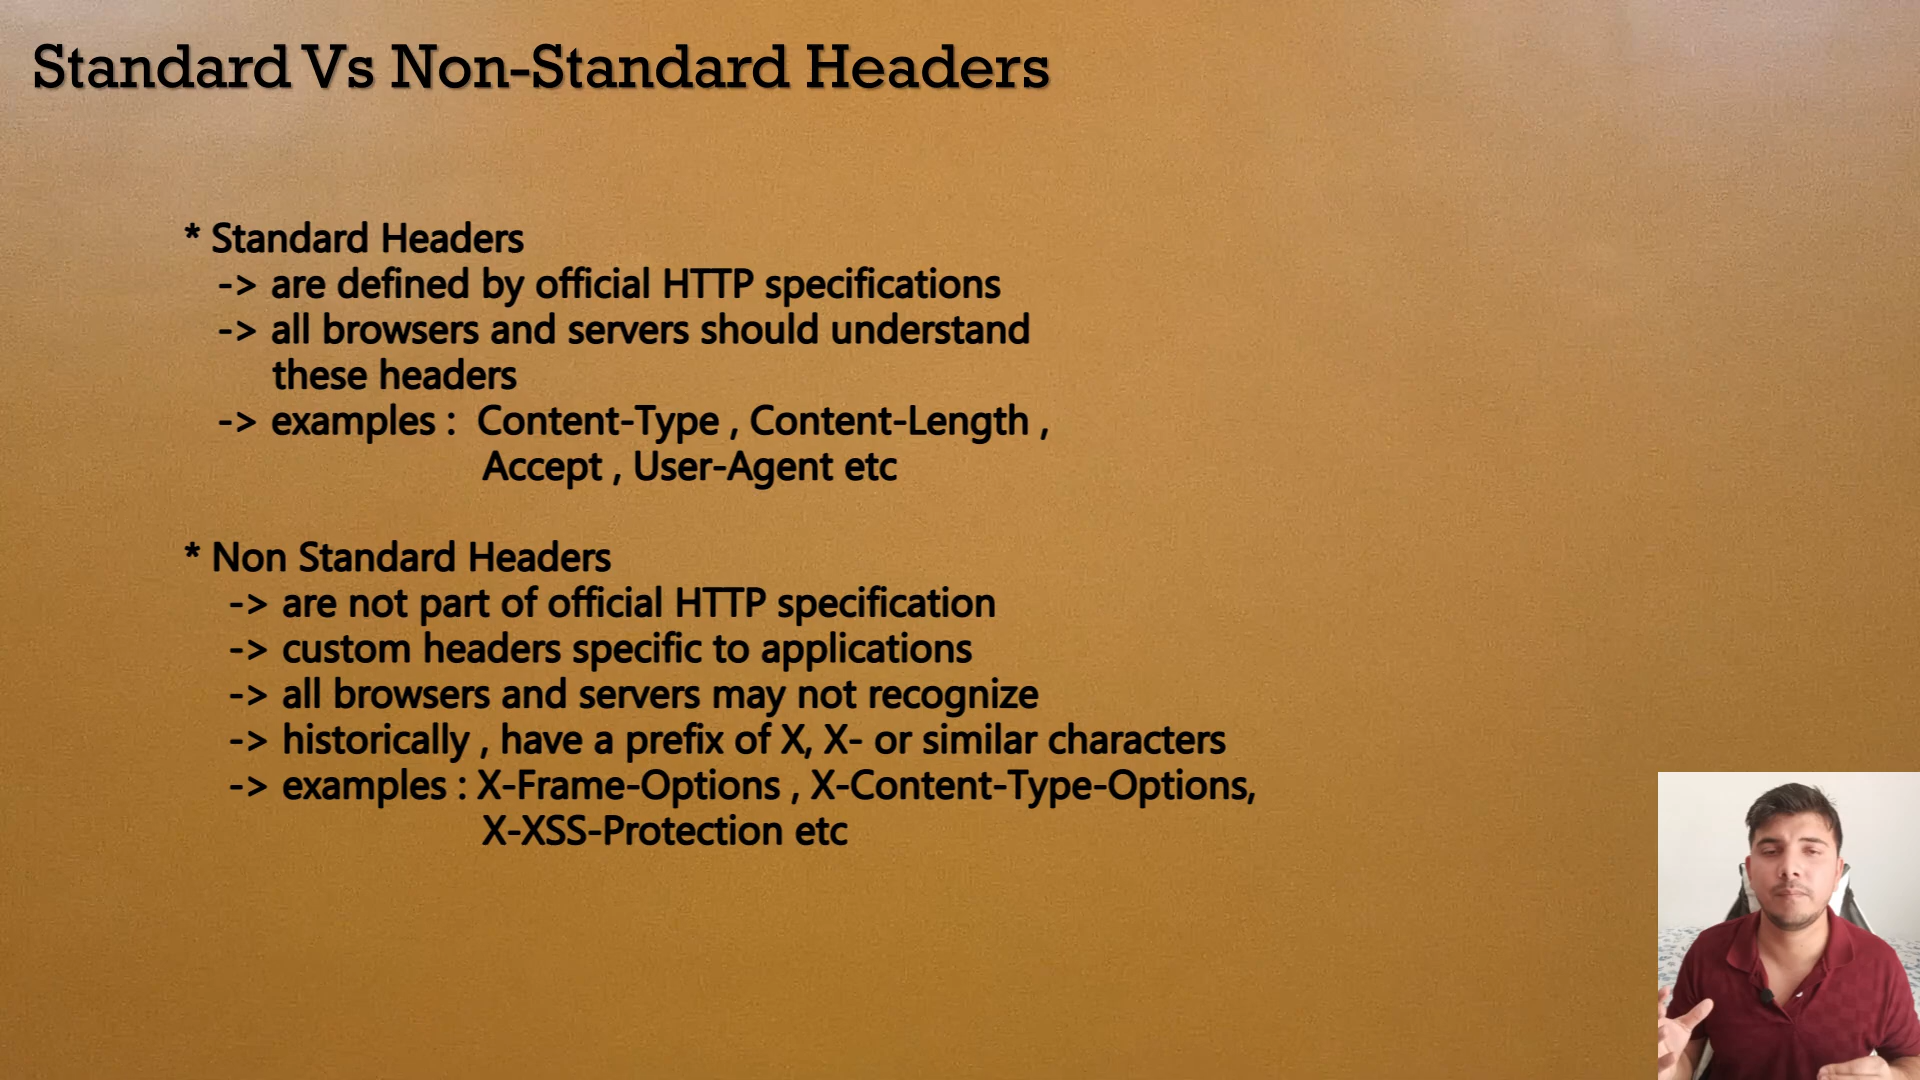 Standard Vs Non-Standard Headers
* Standard Headers
-> are defined by official HTTP specifications
-> all browsers and servers should understand
these headers
-> examples :  Content-Type , Content-Length ,
Accept , User-Agent etc
* Non Standard Headers
-> are not part of official HTTP specification
-> custom headers specific to applications
-> all browsers and servers may not recognize
-> historically , have a prefix of X, X- or similar characters
-> examples : X-Frame-Options , X-Content-Type-Options,
X-XSS-Protection etc